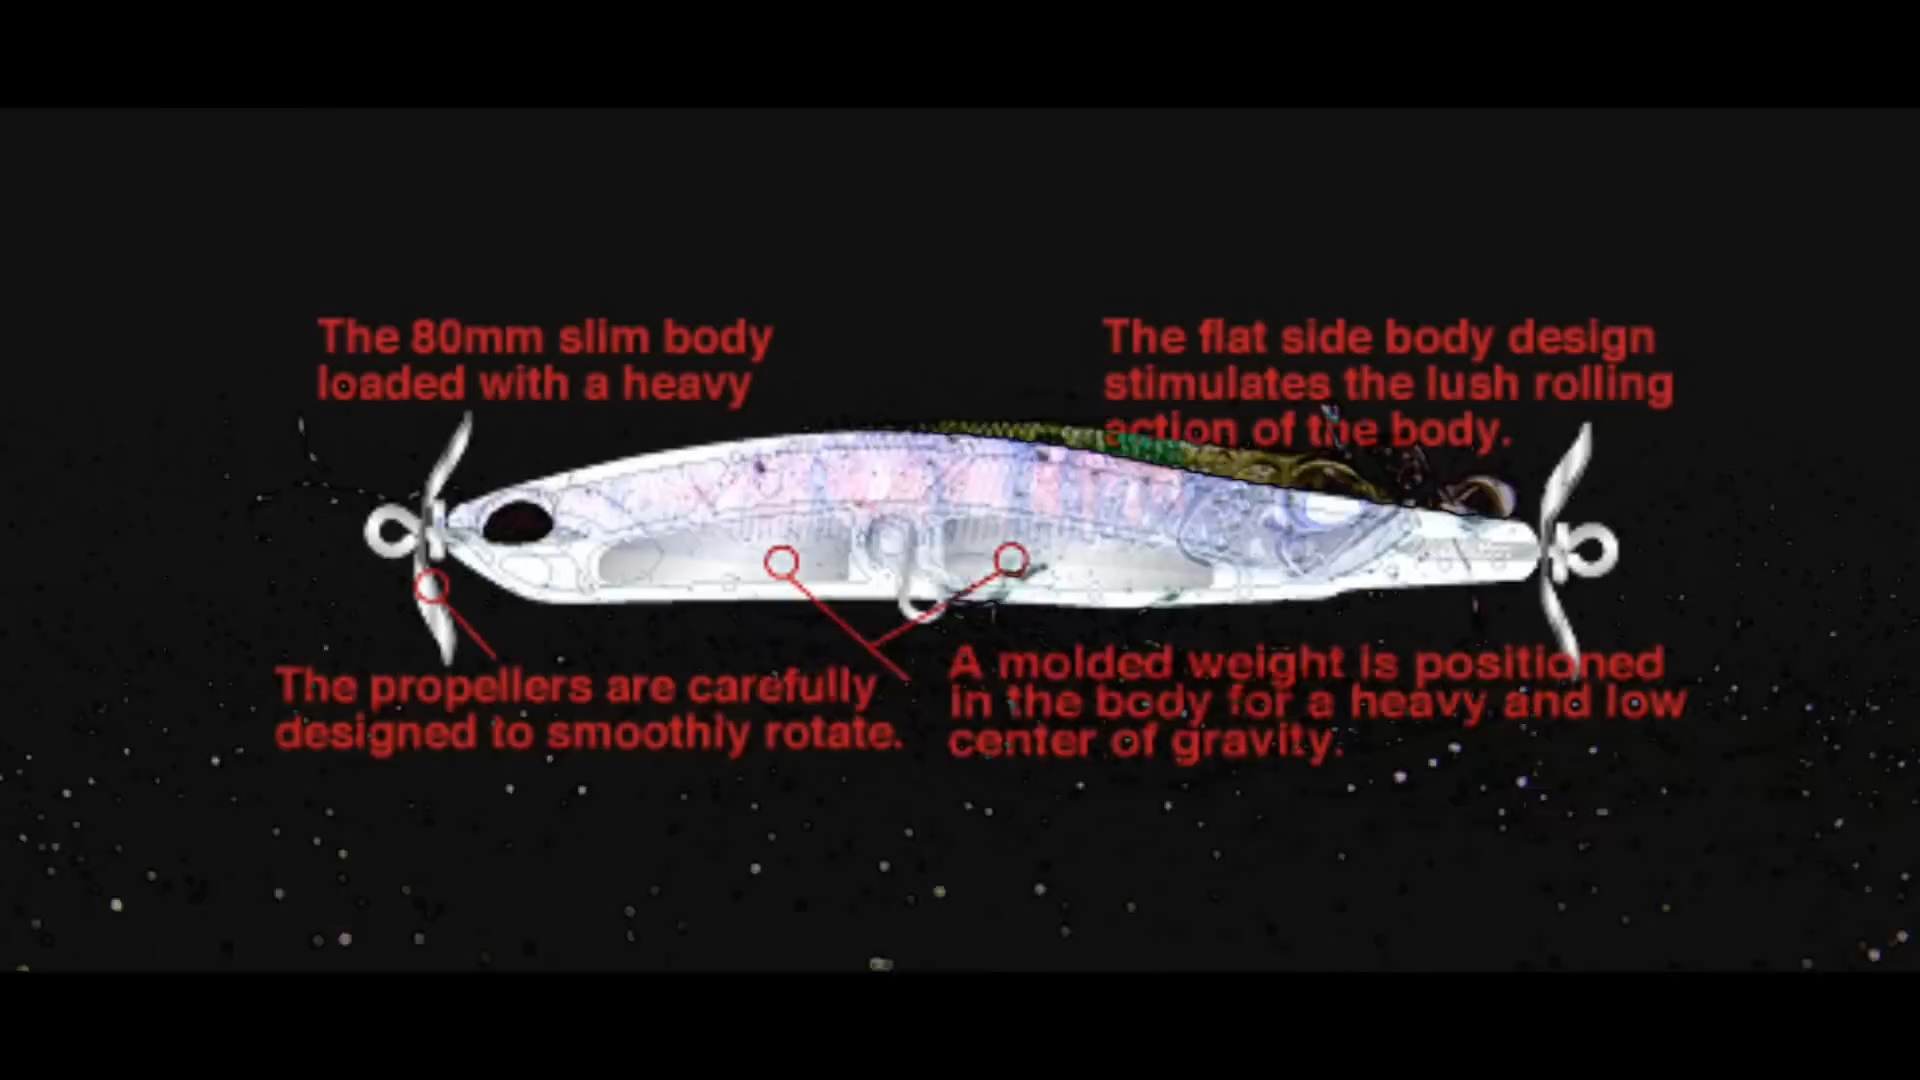 The 80mm slim body
loaded with a heavy
The flat side body design
stimulates the lush rolling
action of the body.
The propellers are carefully
designed to smoothly rotate.
A molded weight is positioned
in the body for a heavy and low
center of gravity.